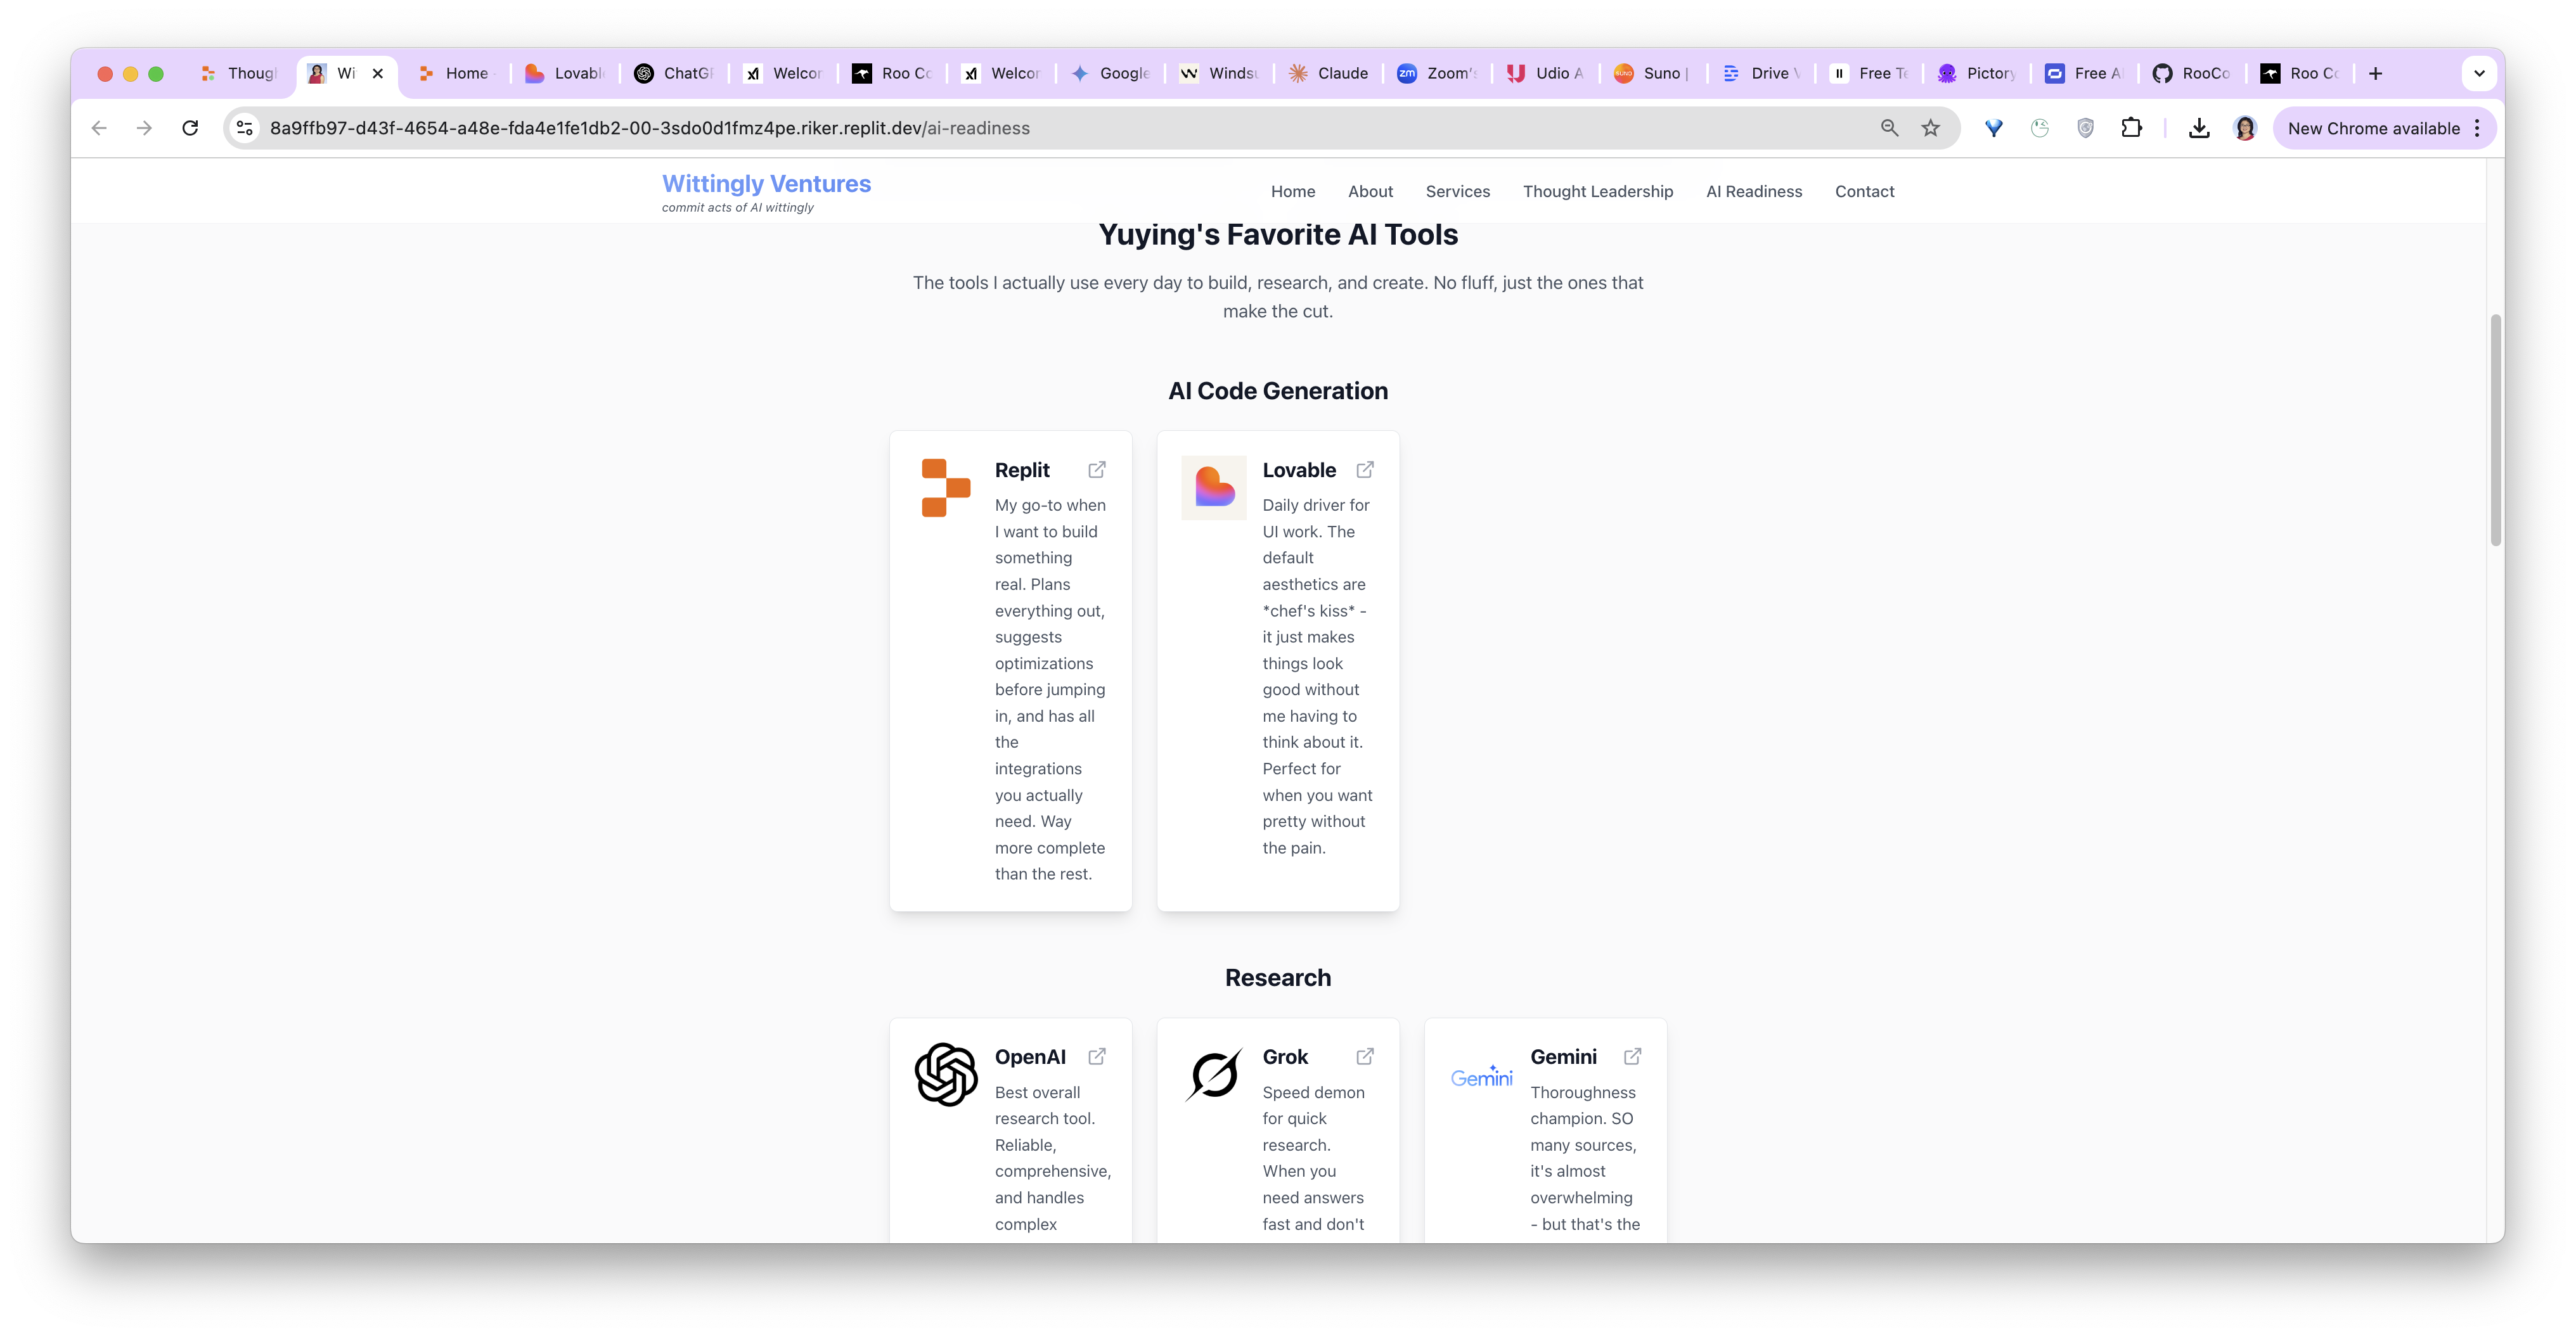 Thoug
Wi
Home
Lovabl
ChatG
Welcor
Roo Co
Welcor
Google
Winds
Claude
zm
Zoom's
Udio A
SUNO
Suno |
Drive
Free Te
Pictory
Free A
RooCo
Roo Co
8a9ffb97-d43f-4654-a48e-fda4e1fe1db2-00-3sdo0d1fmz4pe.riker.replit.dev/ai-readiness
New Chrome available
Wittingly Ventures
commit acts of AI wittingly
Home
About
Services
Thought Leadership
AI Readiness
Contact
Yuying's Favorite AI Tools
The tools I actually use every day to build, research, and create. No fluff, just the ones that
make the cut.
AI Code Generation
Replit
My go-to when
I want to build
something
real. Plans
everything out,
suggests
optimizations
before jumping
in, and has all
the
integrations
you actually
need. Way
more complete
than the rest.
Lovable
Daily driver for
UI work. The
default
aesthetics are
*chef's kiss* -
it just makes
things look
good without
me having to
think about it.
Perfect for
when you want
pretty without
the pain.
Research
OpenAI
Best overall
research tool.
Reliable,
comprehensive,
and handles
complex
Grok
Speed demon
for quick
research.
When you
need answers
fast and don't
Gemini
Gemini
Thoroughness
champion. SO
many sources,
it's almost
overwhelming
- but that's the